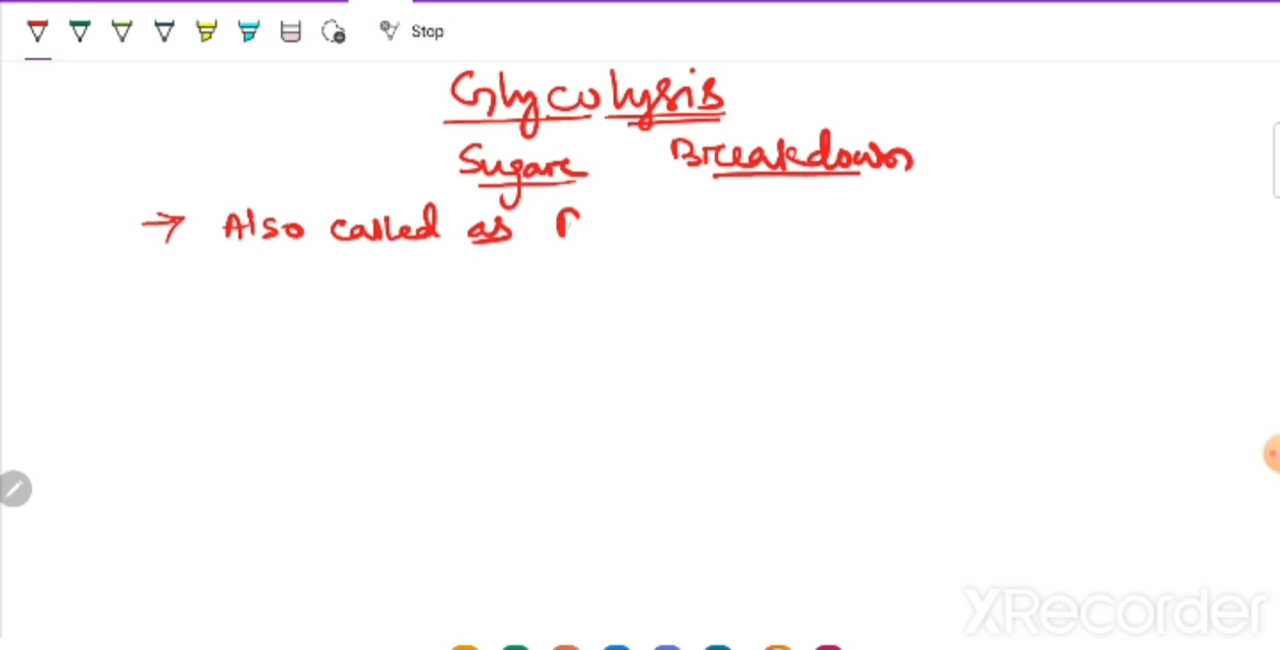 Stop
Glycolysis
Sugar Breakdown
→ Also called as
XRecorder